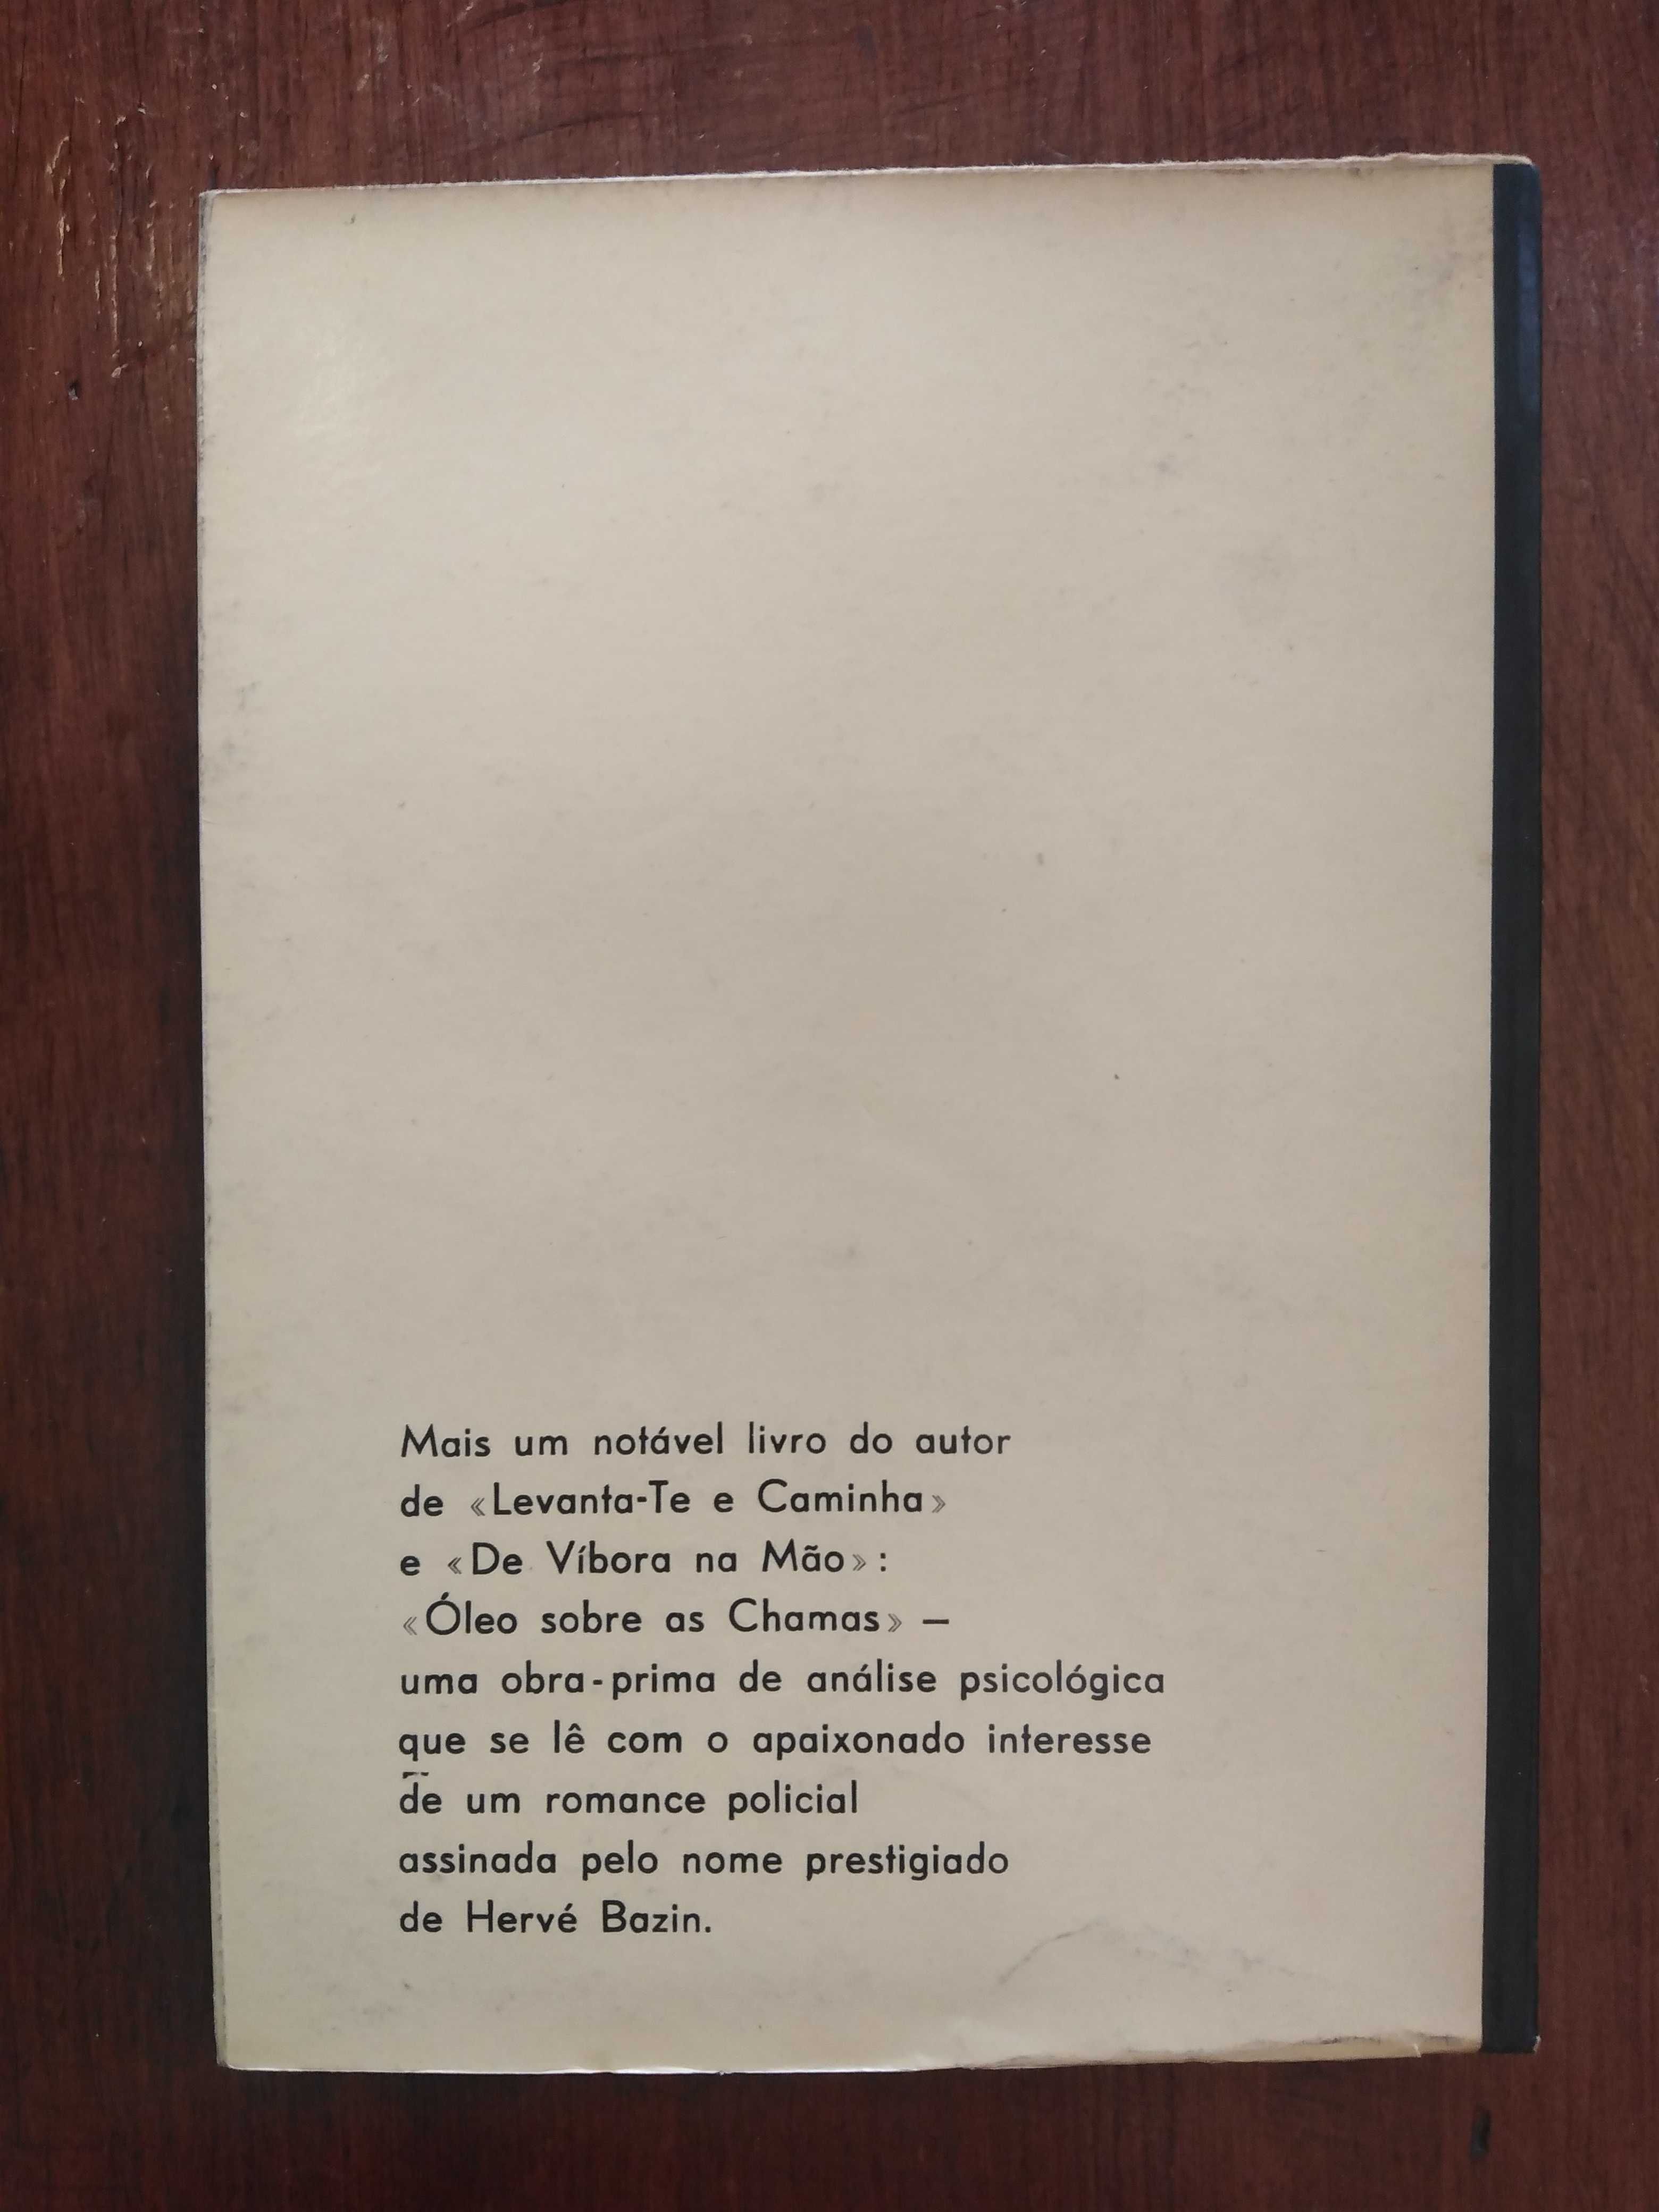 Mais um notável livro do autor
de «Levanta-Te e Caminha»
e «De Víbora na Mão»:
«Óleo sobre as Chamas» —
uma obra-prima de análise psicológica
que se lê com o apaixonado interesse
de um romance policial
assinada pelo nome prestigiado
de Hervé Bazin.